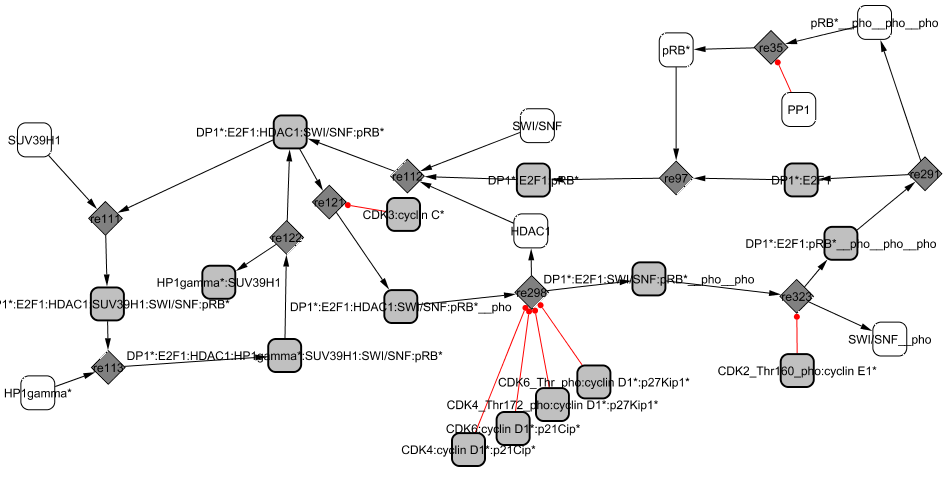 pRB*__pho__pho__pho
re35
pRB*
PP1
SWI/SNF
DP1*:E2F1:HDAC1:SWI/SNF:pRB*
SUV39H1
re291
re112
re97
DP1*:E2F1:pRB*
DP1*:E2F1
re121
CDK3:cyclin C*
re111
HDAC1
re122
DP1*:E2F1:pRB*__pho__pho__pho
HP1gamma*:SUV39H1
DP1*:E2F1:SWI/SNF:pRB*__pho__pho
re298
re323
P1*:E2F1:HDAC1:SUV39H1:SWI/SNF:pRB*
DP1*:E2F1:HDAC1:SWI/SNF:pRB*__pho
SWI/SNF__pho
DP1*:E2F1:HDAC1:HP1gamma*:SUV39H1:SWI/SNF:pRB*
re113
CDK2_Thr160_pho:cyclin E1*
CDK6_Thr_pho:cyclin D1*:p27Kip1*
HP1gamma*
CDK4_Thr172_pho:cyclin D1*:p27Kip1*
CDK6:cyclin D1*:p21Cip*
CDK4:cyclin D1*:p21Cip*